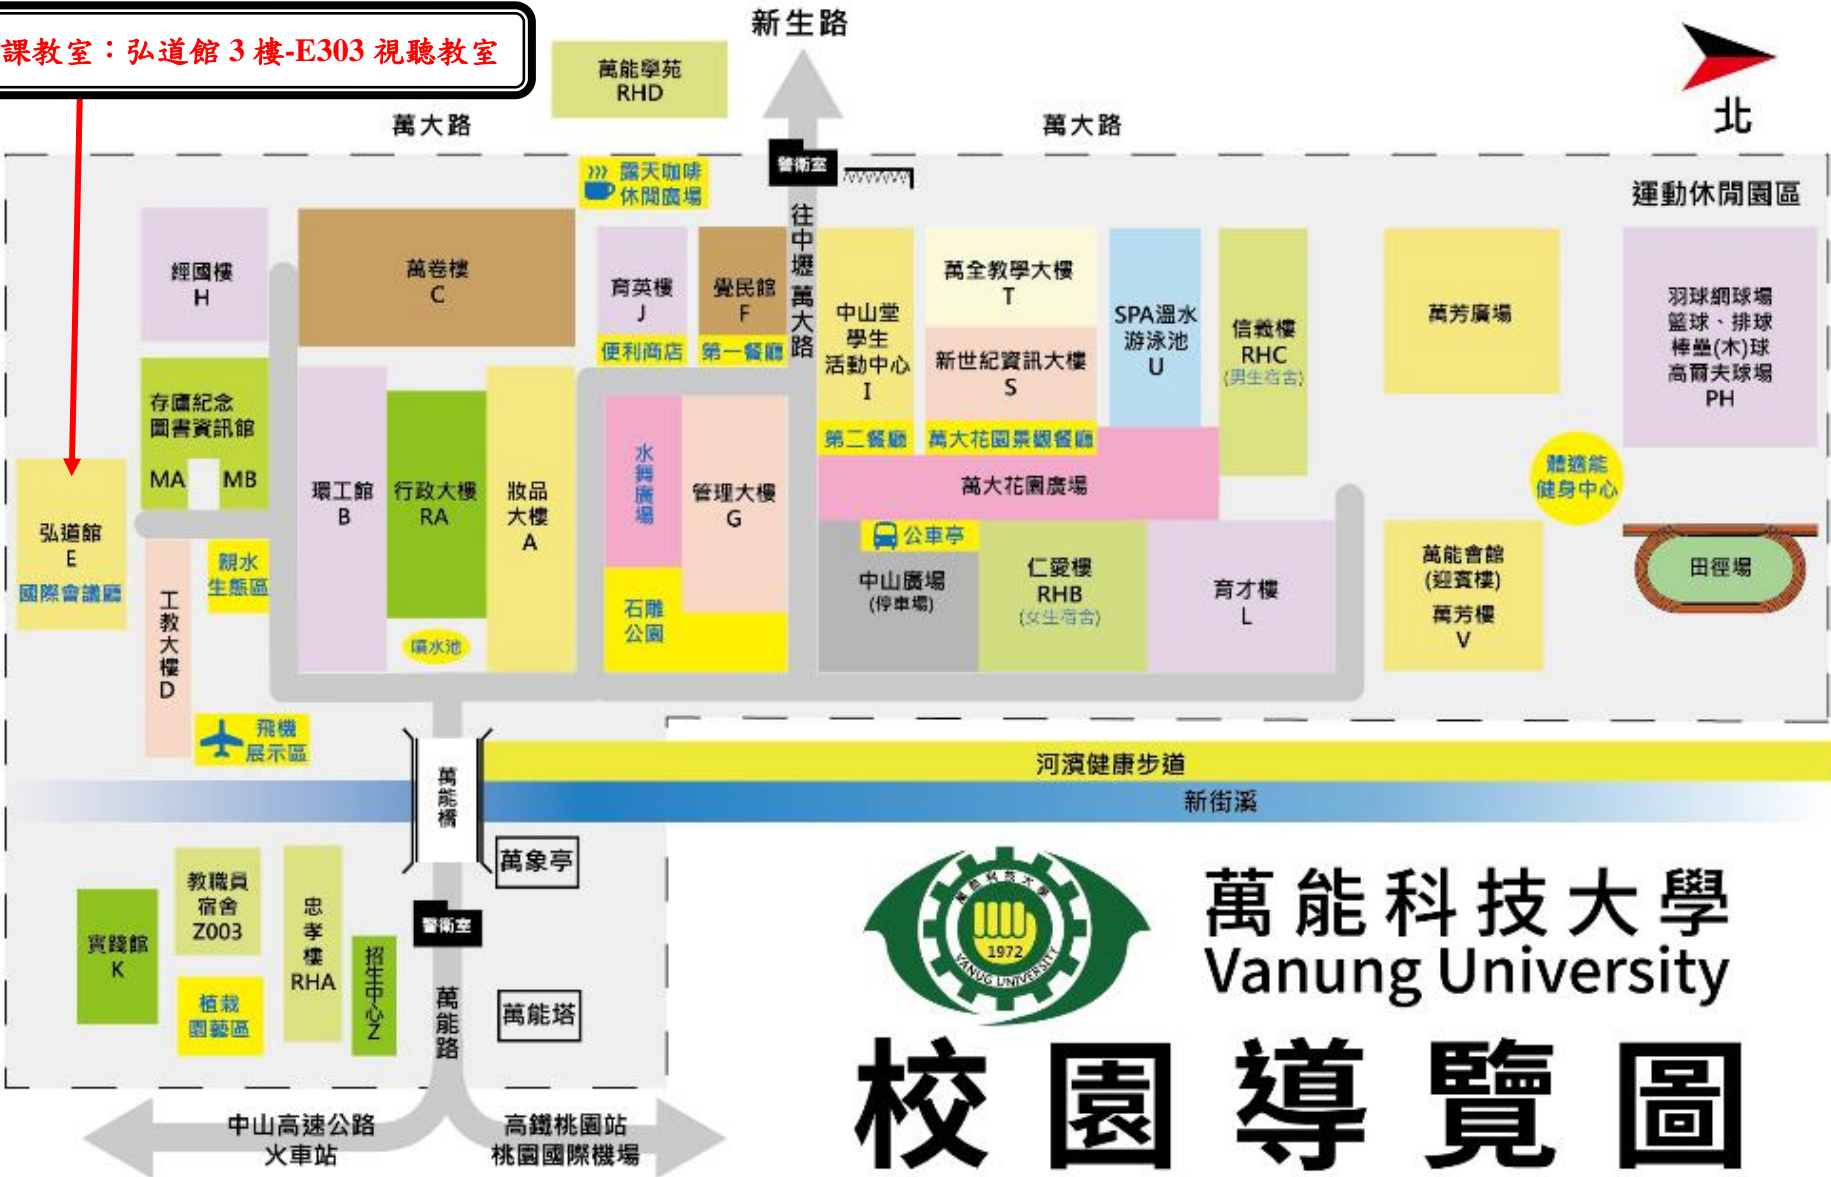 課教室：弘道館 3 樓-E303 視聽教室
新生路
萬能學苑
RHD
萬大路
萬大路
北
警衛室
露天咖啡
休閒廣場
運動休閒園區
往中壢 萬大路
經國樓
H
萬卷樓
C
育英樓
J
便利商店
覺民館
F
第一餐廳
中山堂
學生
活動中心
I
第二餐廳
萬全教學大樓
T
新世紀資訊大樓
S
萬大花園景觀餐廳
SPA溫水
游泳池
U
信義樓
RHC
(男生宿舍)
萬芳廣場
羽球網球場
籃球、排球
棒壘(木)球
高爾夫球場
PH
存廬紀念
圖書資訊館
MA
MB
弘道館
E
國際會議廳
環工館
B
行政大樓
RA
噴水池
妝品
大樓
A
水舞廣場
管理大樓
G
石雕
公園
萬大花園廣場
公車亭
中山廣場
(停車場)
仁愛樓
RHB
(女生宿舍)
育才樓
L
體適能
健身中心
萬能會館
(迎賓樓)
萬芳樓
V
田徑場
工教大樓D
親水
生態區
飛機
展示區
萬能橋
河濱健康步道
新街溪
萬象亭
警衛室
萬能塔
萬能路
實踐館
K
教職員
宿舍
Z003
植栽
園藝區
忠孝樓
RHA
招生中心Z
中山高速公路
火車站
高鐵桃園站
桃園國際機場
萬能科技大學
1972
VANUNG UNIVERSITY
萬能科技大學
Vanung University
校園導覽圖